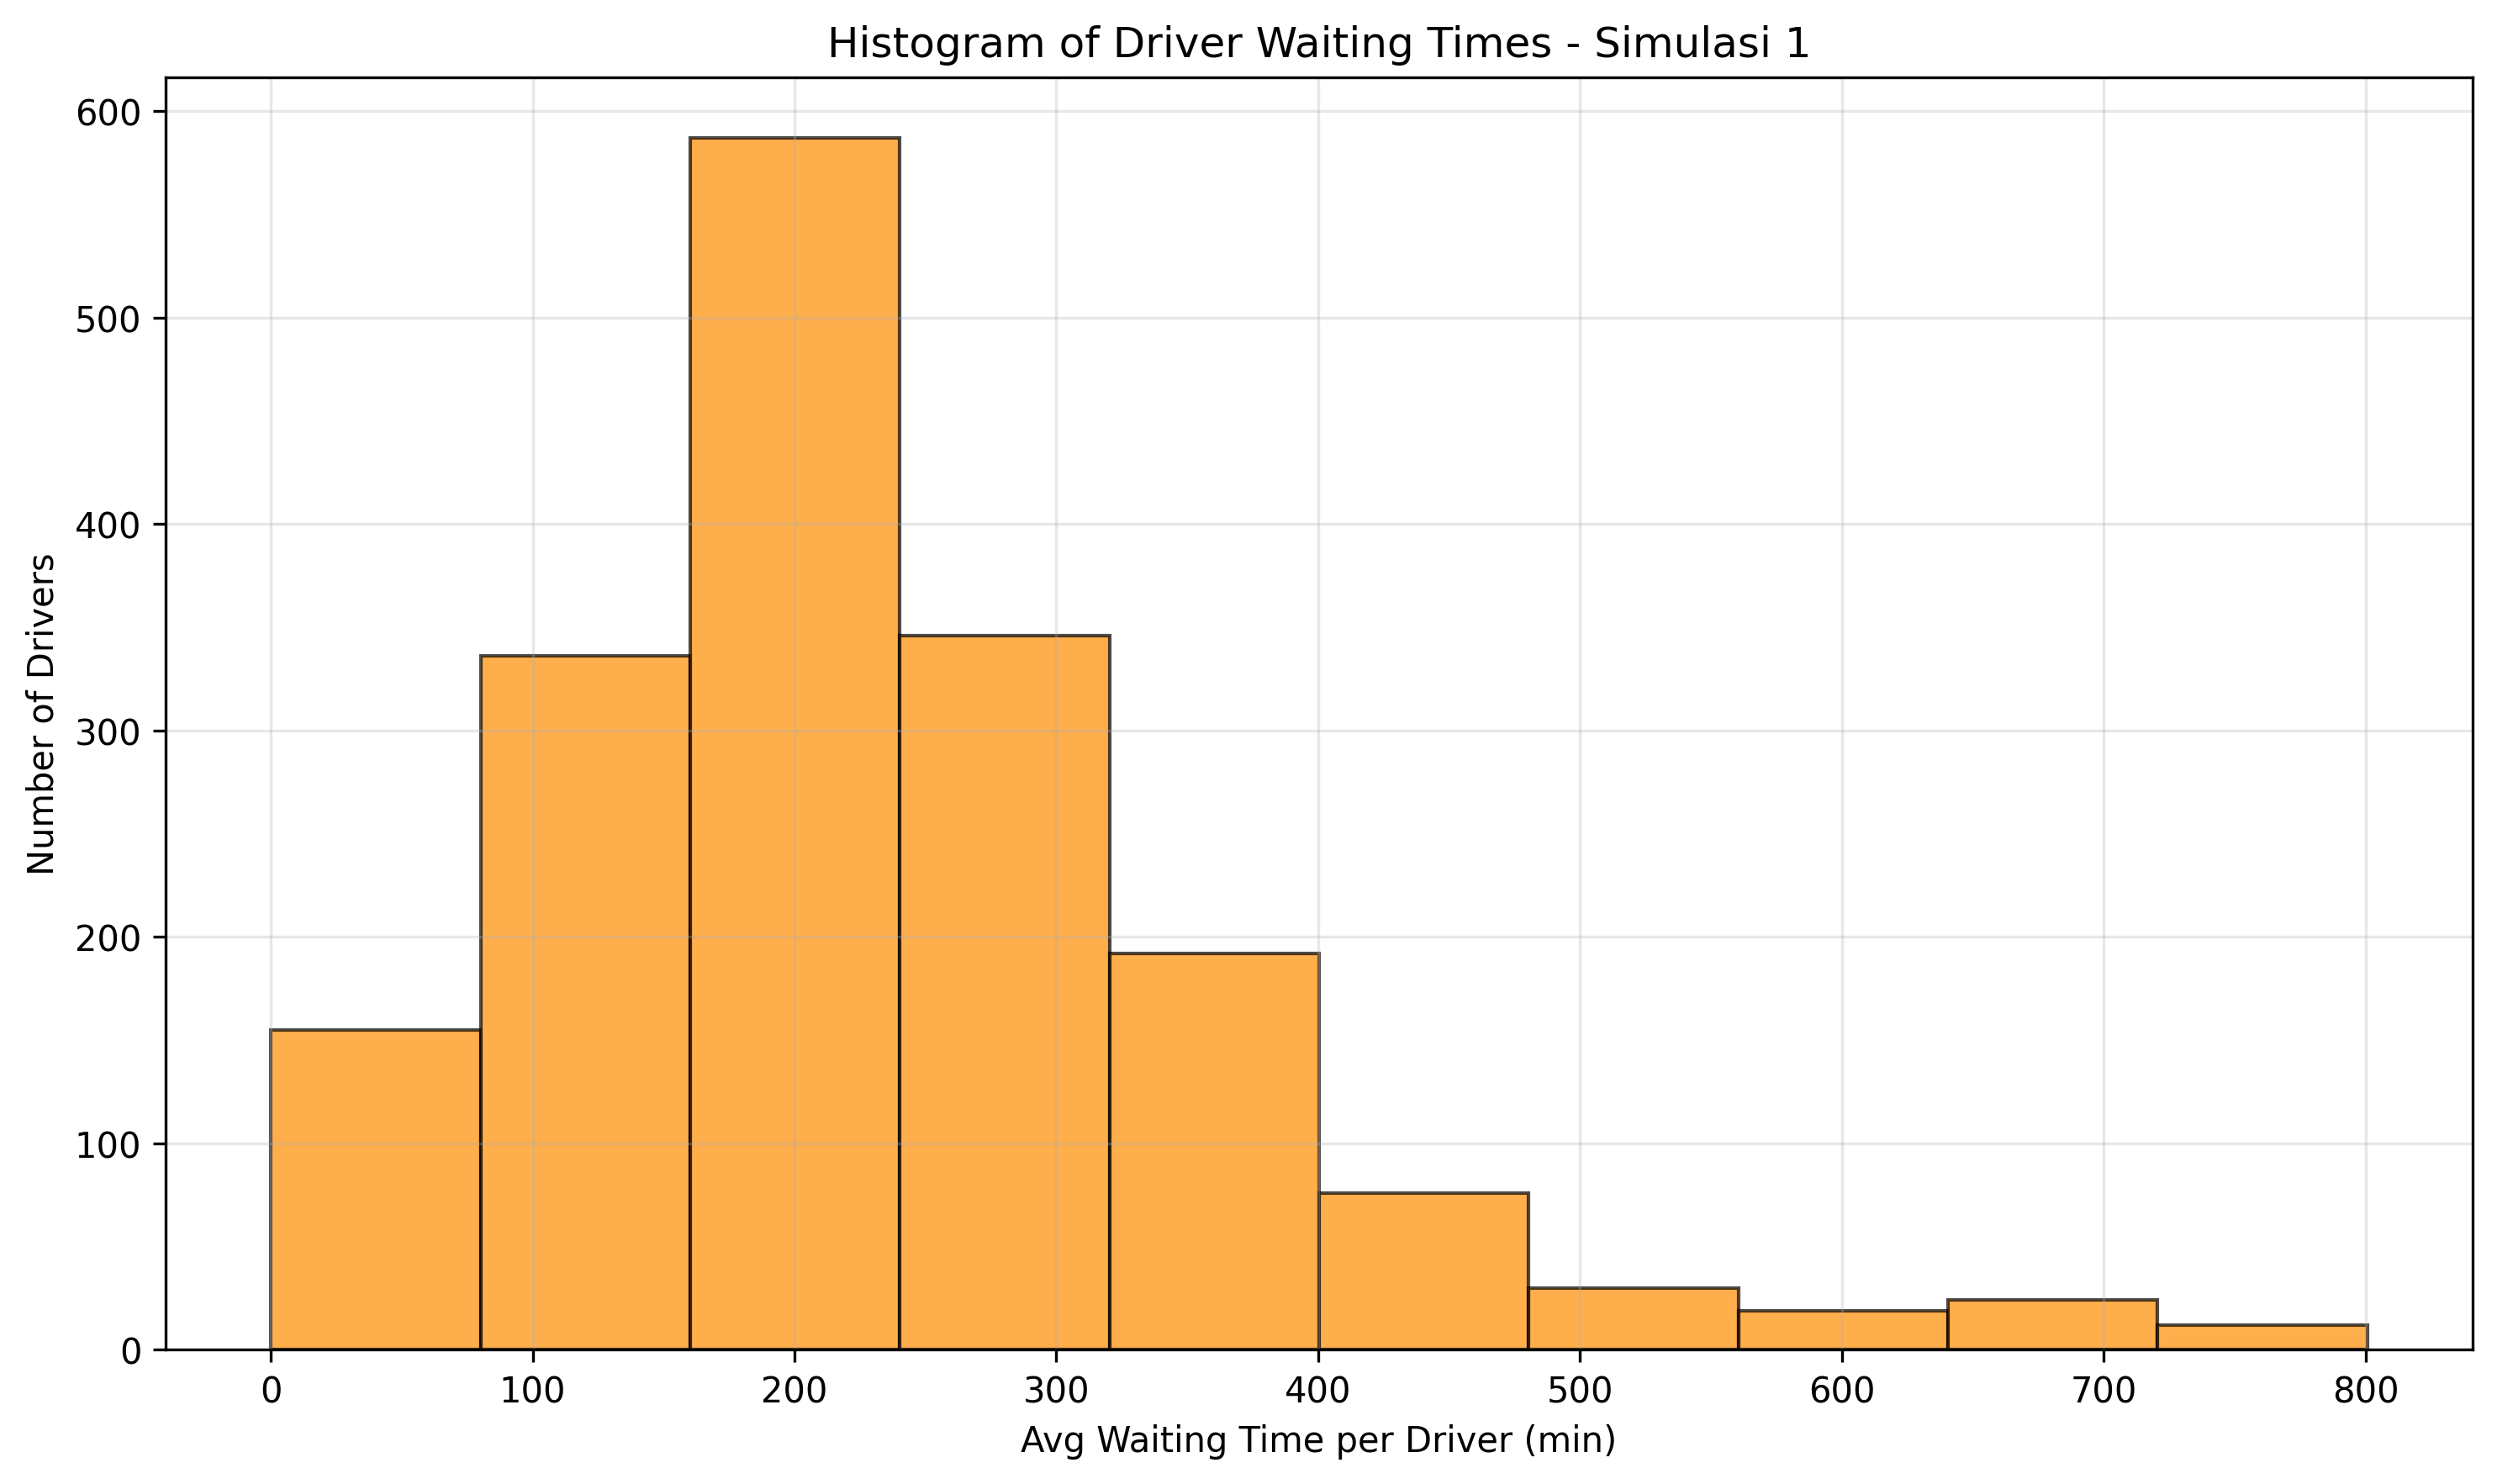 Histogram of Driver Waiting Times - Simulasi 1
600
500
400
300
200
100
0
Number of Drivers
0 100 200 300 400 500 600 700 800
Avg Waiting Time per Driver (min)